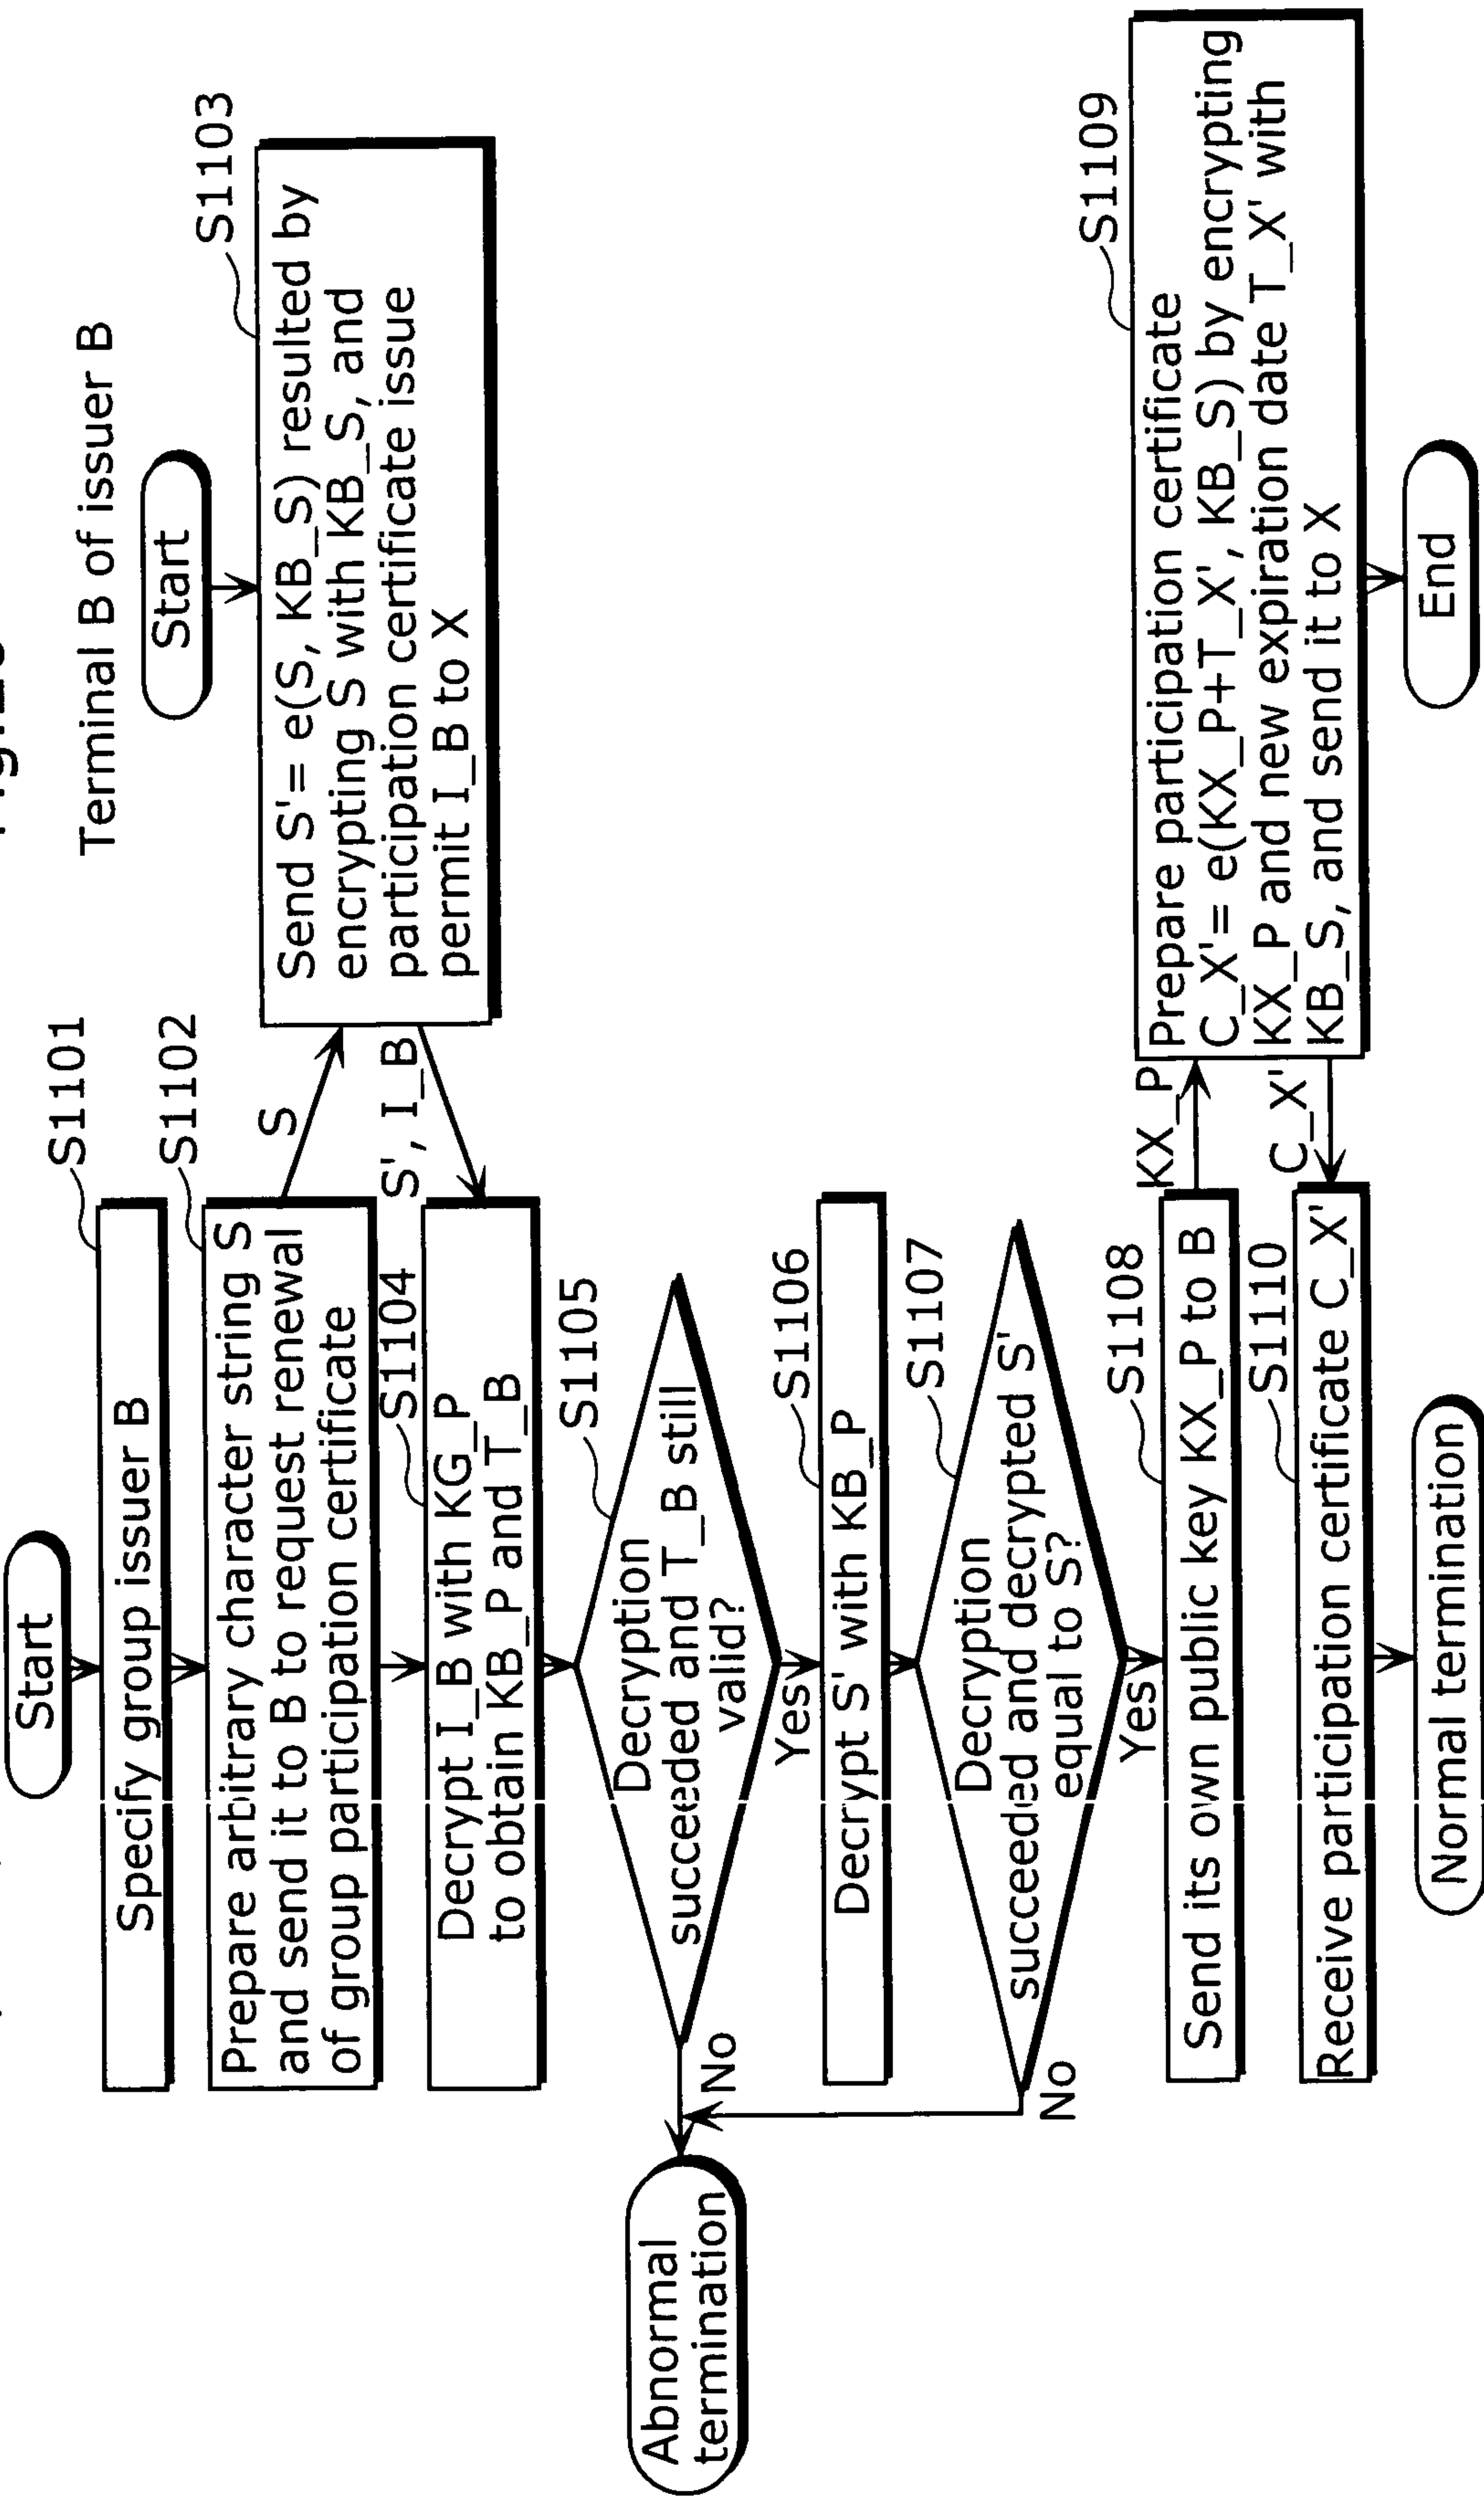 Terminal B of issuer B
Start
Start
S1101
Specify group issuer B
S1102
Prepare arbitrary character string S
and send it to B to request renewal
of group participation certificate
S
S1103
Send S'= e(S, KB_S) resulted by
encrypting S with KB_S, and
participation certificate issue
permit I_B to X
S', I_B
S1104
Decrypt I_B with KG_P
to obtain KB_P and T_B
S1105
Decryption
succeeded and T_B still
valid?
No
Abnormal
termination
Yes
S1106
Decrypt S' with KB_P
S1107
Decryption
succeeded and decrypted S'
equal to S?
No
Yes
S1108
Send its own public key KX_P to B
KX_P
S1109
Prepare participation certificate
C_X'= e(KX_P+T_X', KB_S) by encrypting
KX_P and new expiration date T_X' with
KB_S, and send it to X
C_X'
S1110
Receive participation certificate C_X'
Normal termination
End